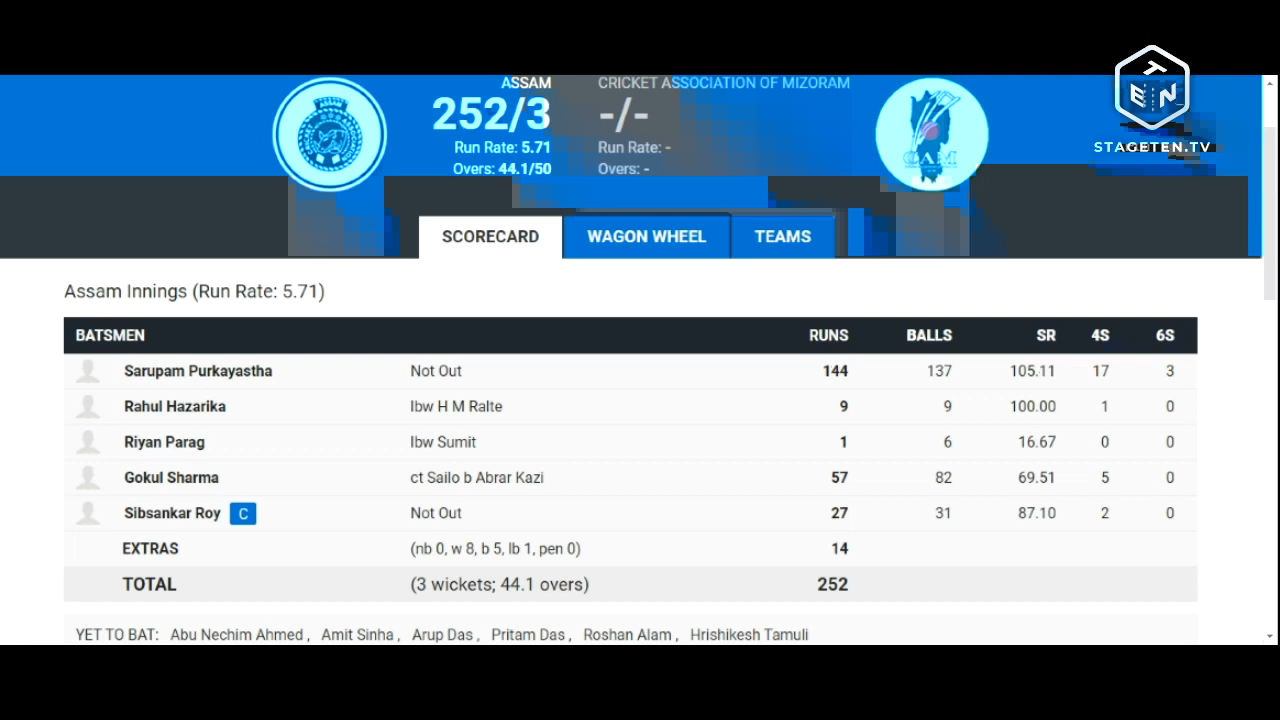 ASSAM
252/3
Run Rate: 5.71
Overs: 44.1/50
CRICKET ASSOCIATION OF MIZORAM
-/-
Run Rate: -
Overs: -
CAM
TEN
STAGETEN.TV
SCORECARD WAGON WHEEL TEAMS
Assam Innings (Run Rate: 5.71)
BATSMEN RUNS BALLS SR 4S 6S
Sarupam Purkayastha Not Out 144 137 105.11 17 3
Rahul Hazarika lbw H M Ralte 9 9 100.00 1 0
Riyan Parag lbw Sumit 1 6 16.67 0 0
Gokul Sharma ct Sailo b Abrar Kazi 57 82 69.51 5 0
Sibsankar Roy C Not Out 27 31 87.10 2 0
EXTRAS (nb 0, w 8, b 5, lb 1, pen 0) 14
TOTAL (3 wickets; 44.1 overs) 252
YET TO BAT: Abu Nechim Ahmed , Amit Sinha , Arup Das , Pritam Das , Roshan Alam , Hrishikesh Tamuli